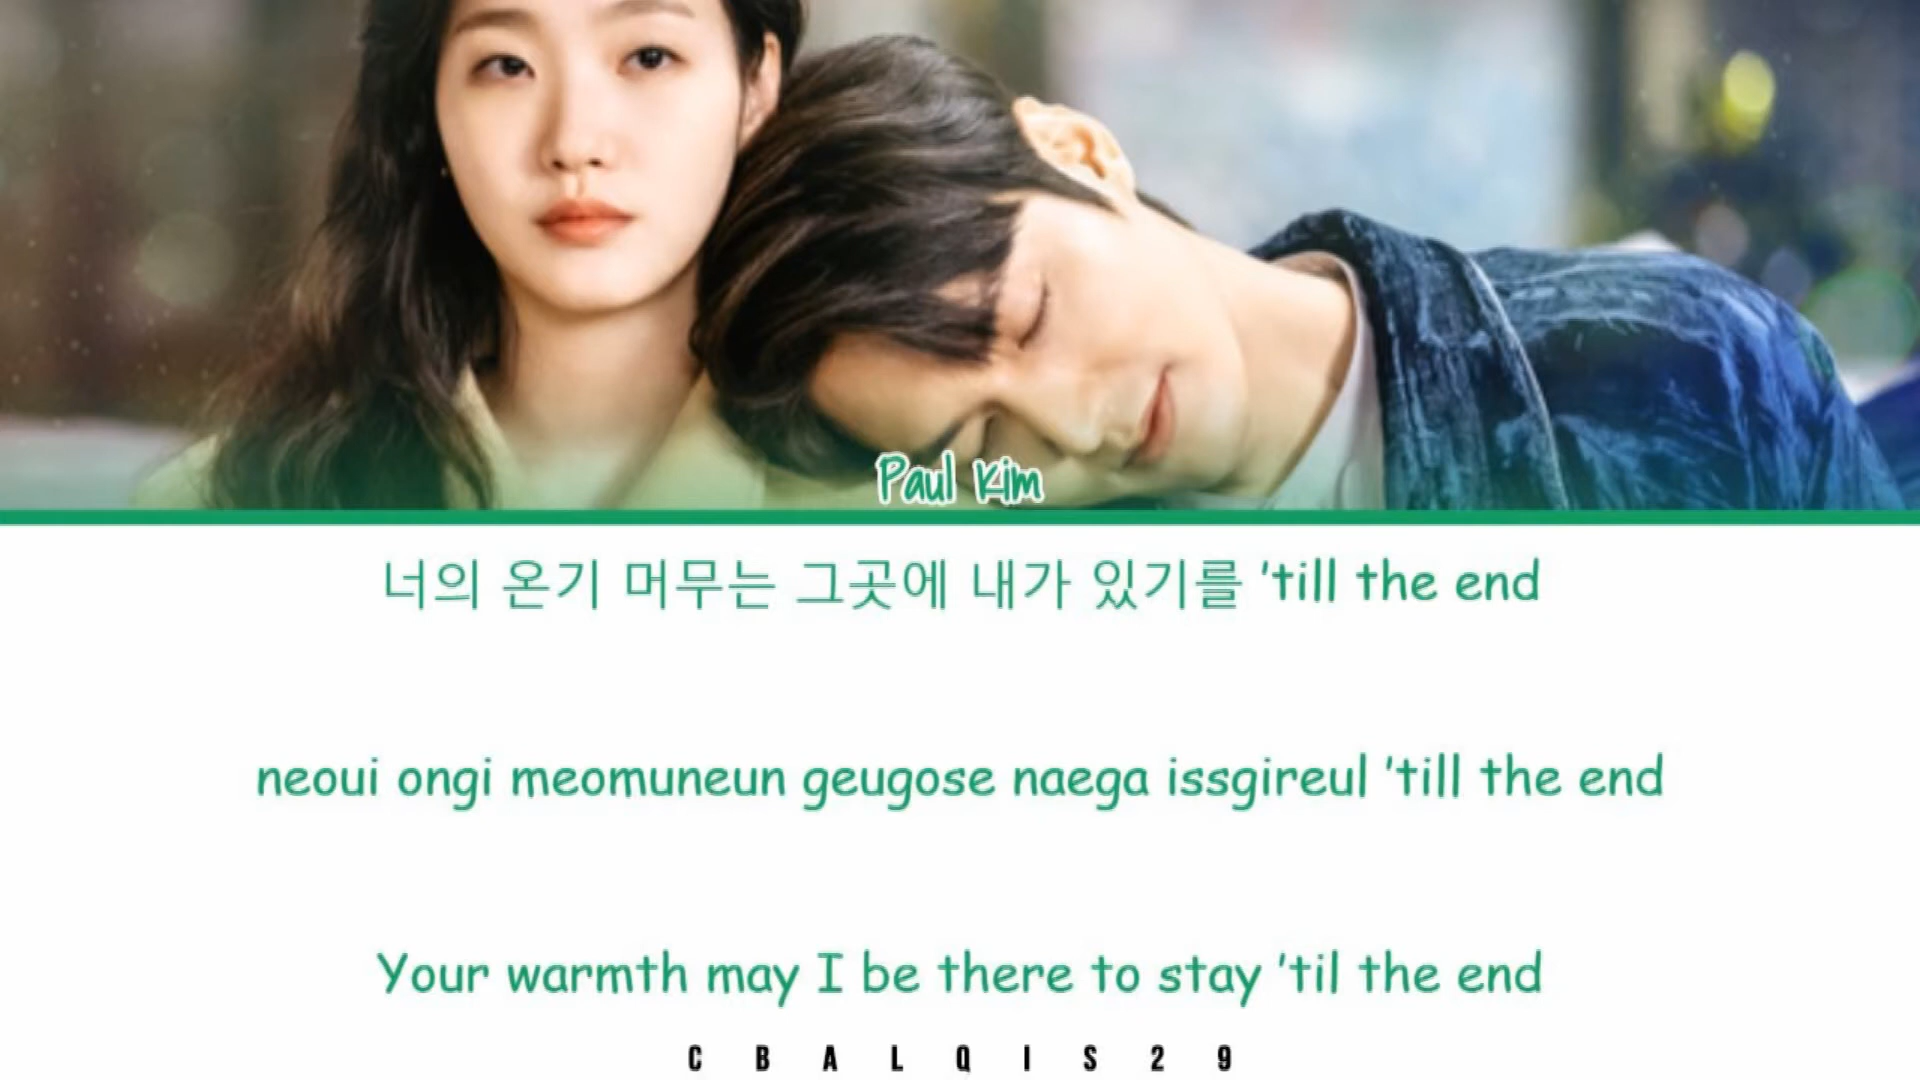 Paul Kim
너의 온기 머무는 그곳에 내가 있기를 'till the end
neoui ongi meomuneun geugose naega issgireul 'till the end
Your warmth may I be there to stay 'til the end
CBALQIS29